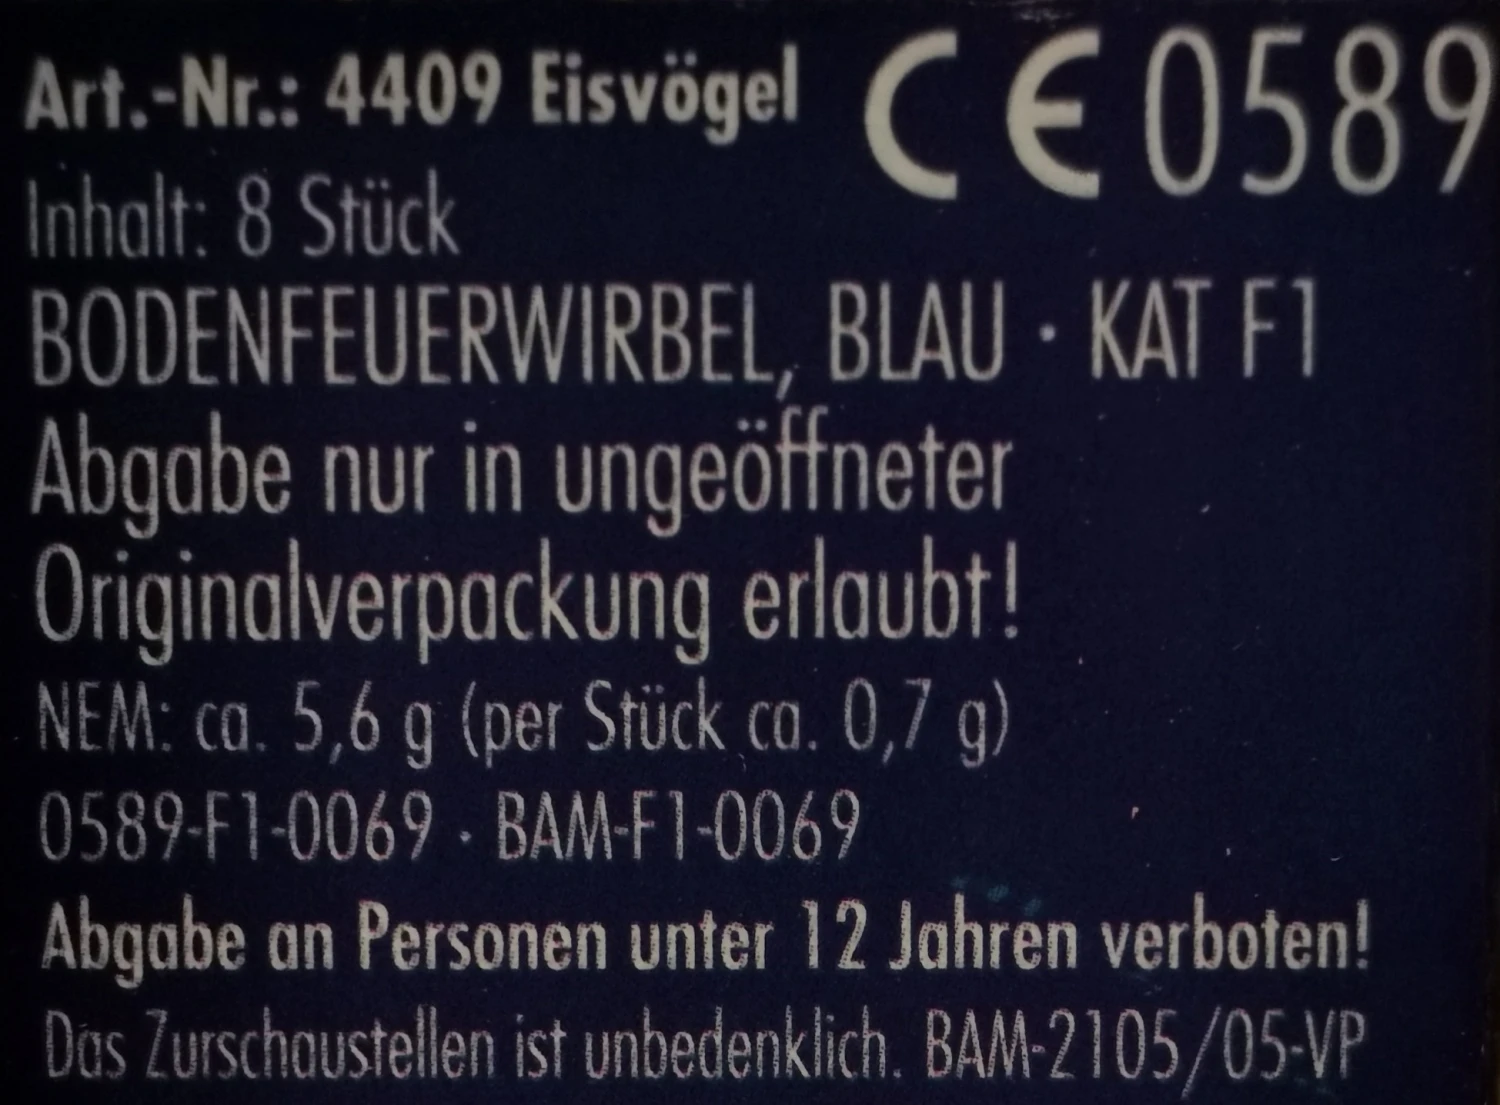 Art.-Nr.: 4409 Eisvögel CE 0589
Inhalt: 8 Stück
BODENFEUERWIRBEL, BLAU · KAT F1
Abgabe nur in ungeöffneter
Originalverpackung erlaubt!
NEM: ca. 5,6 g (per Stück ca. 0,7 g)
0589-F1-0069 · BAM-F1-0069
Abgabe an Personen unter 12 Jahren verboten!
Das Zurschaustellen ist unbedenklich. BAM-2105/05-VP